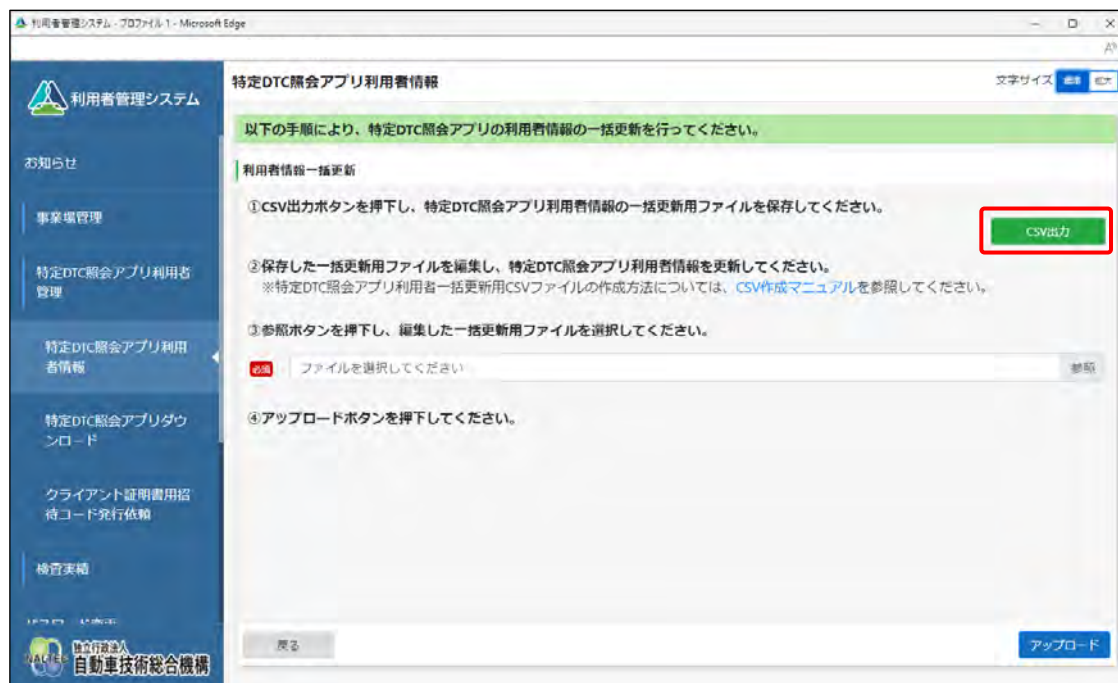 利用者管理システム - プロファイル 1 - Microsoft Edge
利用者管理システム
特定DTC照会アプリ利用者情報
文字サイズ
以下の手順により、特定DTC照会アプリの利用者情報の一括更新を行ってください。
お知らせ
利用者情報一括更新
①CSV出力ボタンを押下し、特定DTC照会アプリ利用者情報の一括更新用ファイルを保存してください。
事業場管理
CSV出力
特定DTC照会アプリ利用者
管理
②保存した一括更新用ファイルを編集し、特定DTC照会アプリ利用者情報を更新してください。
※特定DTC照会アプリ利用者一括更新用CSVファイルの作成方法については、CSV作成マニュアルを参照してください。
③参照ボタンを押下し、編集した一括更新用ファイルを選択してください。
特定DTC照会アプリ利用
者情報
必須 ファイルを選択してください 参照
特定DTC照会アプリダウ
ンロード
④アップロードボタンを押下してください。
クライアント証明書用招
待コード発行依頼
検査実績
戻る
アップロード
NALTEC
独立行政法人
自動車技術総合機構